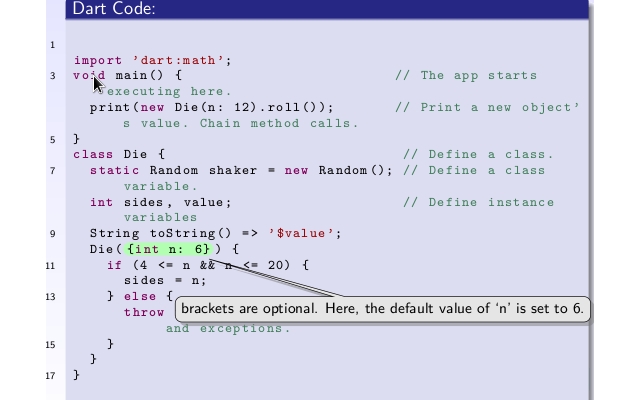 Dart Code:
1
import 'dart:math';
3 void main() { // The app starts
executing here.
print(new Die(n: 12).roll()); // Print a new object'
s value. Chain method calls.
5 }
class Die { // Define a class.
7 static Random shaker = new Random(); // Define a class
variable.
int sides, value; // Define instance
variables
9 String toString() => '$value';
Die({int n: 6}) {
11 if (4 <= n && n <= 20) {
sides = n;
13 } else {
brackets are optional. Here, the default value of ‘n’ is set to 6.
throw
and exceptions.
15 }
}
17 }